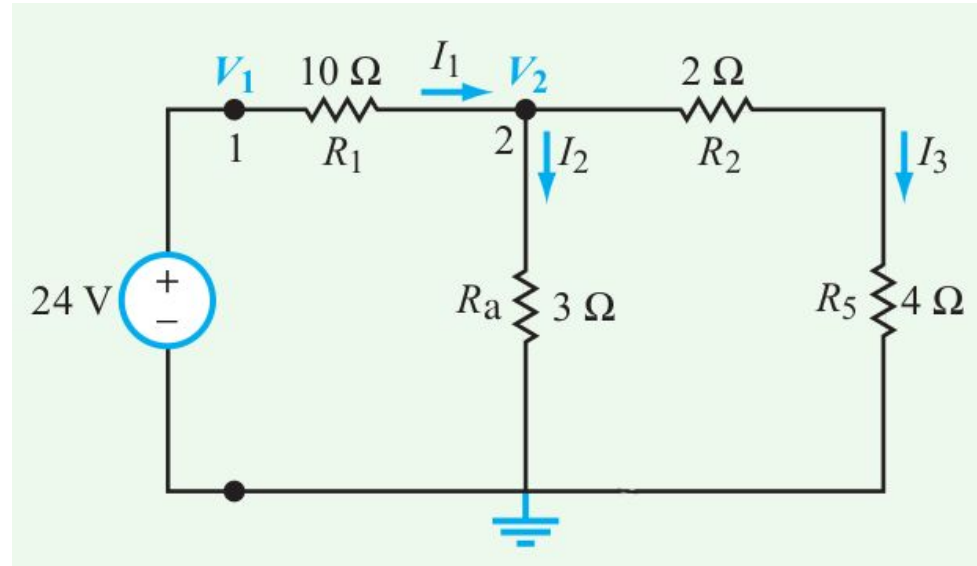 V₁ 10 Ω I₁ V₂ 2 Ω
1 R₁ 2 I₂ R₂ I₃
24 V + − Rₐ 3 Ω R₅ 4 Ω